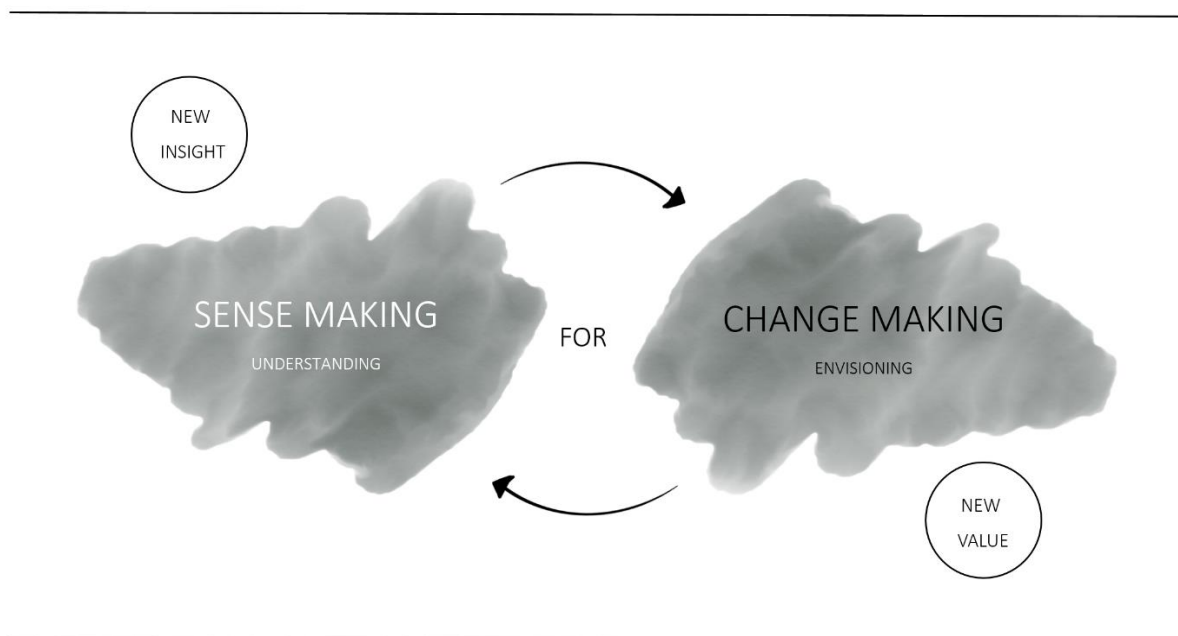 NEW
INSIGHT
SENSE MAKING
UNDERSTANDING
FOR
CHANGE MAKING
ENVISIONING
NEW
VALUE